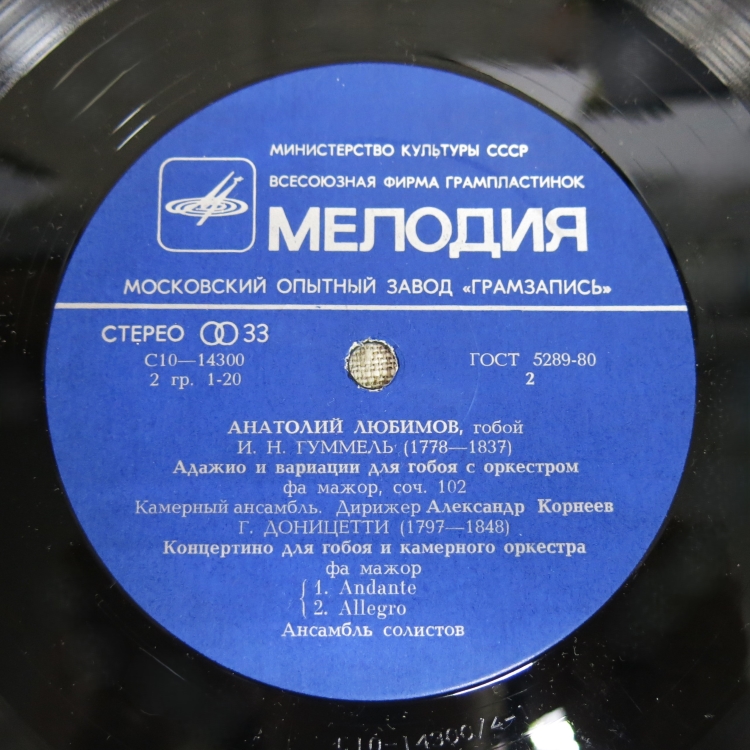 МИНИСТЕРСТВО КУЛЬТУРЫ СССР
ВСЕСОЮЗНАЯ ФИРМА ГРАМПЛАСТИНОК
МЕЛОДИЯ
МОСКОВСКИЙ ОПЫТНЫЙ ЗАВОД «ГРАМЗАПИСЬ»
СТЕРЕО 33
С10—14300
ГОСТ 5289-80
2 гр. 1-20
2
АНАТОЛИЙ ЛЮБИМОВ, гобой
И. Н. ГУММЕЛЬ (1778—1837)
Адажио и вариации для гобоя с оркестром
фа мажор, соч. 102
Камерный ансамбль. Дирижер Александр Корнеев
Г. ДОНИЦЕТТИ (1797—1848)
Концертино для гобоя и камерного оркестра
фа мажор
1. Andante
2. Allegro
Ансамбль солистов